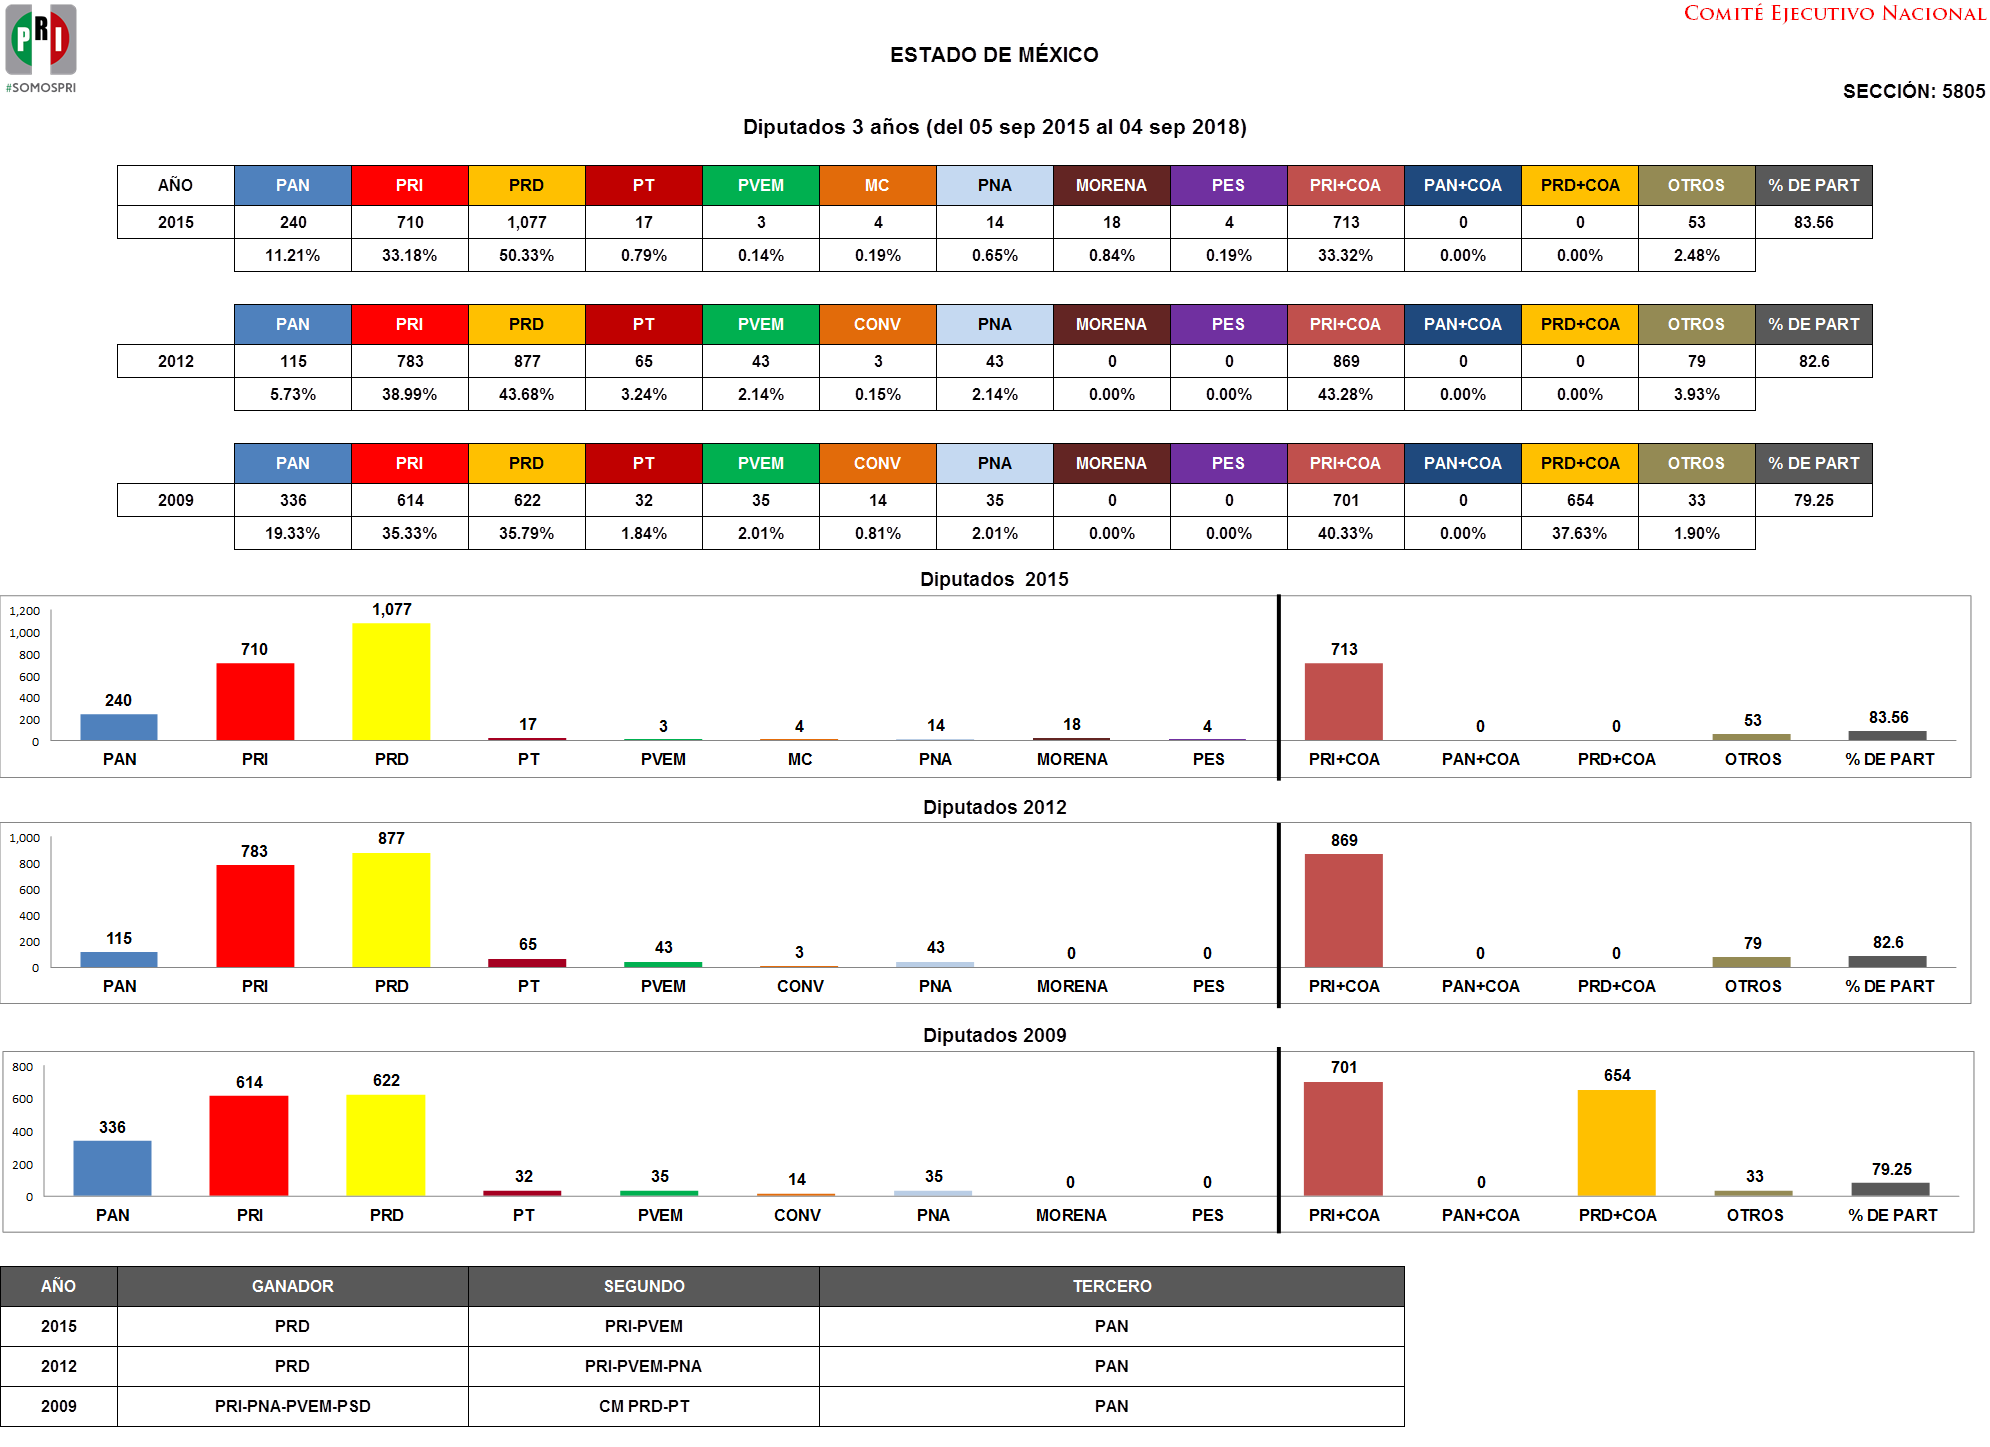 PRI
#SOMOSPRI
COMITÉ EJECUTIVO NACIONAL
ESTADO DE MÉXICO
SECCIÓN: 5805
Diputados 3 años (del 05 sep 2015 al 04 sep 2018)
AÑO PAN PRI PRD PT PVEM MC PNA MORENA PES PRI+COA PAN+COA PRD+COA OTROS % DE PART
2015 240 710 1,077 17 3 4 14 18 4 713 0 0 53 83.56
11.21% 33.18% 50.33% 0.79% 0.14% 0.19% 0.65% 0.84% 0.19% 33.32% 0.00% 0.00% 2.48%
PAN PRI PRD PT PVEM CONV PNA MORENA PES PRI+COA PAN+COA PRD+COA OTROS % DE PART
2012 115 783 877 65 43 3 43 0 0 869 0 0 79 82.6
5.73% 38.99% 43.68% 3.24% 2.14% 0.15% 2.14% 0.00% 0.00% 43.28% 0.00% 0.00% 3.93%
PAN PRI PRD PT PVEM CONV PNA MORENA PES PRI+COA PAN+COA PRD+COA OTROS % DE PART
2009 336 614 622 32 35 14 35 0 0 701 0 654 33 79.25
19.33% 35.33% 35.79% 1.84% 2.01% 0.81% 2.01% 0.00% 0.00% 40.33% 0.00% 37.63% 1.90%
Diputados 2015
1,200
1,000
800
600
400
200
0
240 710 1,077 17 3 4 14 18 4 713 0 0 53 83.56
PAN PRI PRD PT PVEM MC PNA MORENA PES PRI+COA PAN+COA PRD+COA OTROS % DE PART
Diputados 2012
1,000
800
600
400
200
0
115 783 877 65 43 3 43 0 0 869 0 0 79 82.6
PAN PRI PRD PT PVEM CONV PNA MORENA PES PRI+COA PAN+COA PRD+COA OTROS % DE PART
Diputados 2009
800
600
400
200
0
336 614 622 32 35 14 35 0 0 701 0 654 33 79.25
PAN PRI PRD PT PVEM CONV PNA MORENA PES PRI+COA PAN+COA PRD+COA OTROS % DE PART
AÑO GANADOR SEGUNDO TERCERO
2015 PRD PRI-PVEM PAN
2012 PRD PRI-PVEM-PNA PAN
2009 PRI-PNA-PVEM-PSD CM PRD-PT PAN